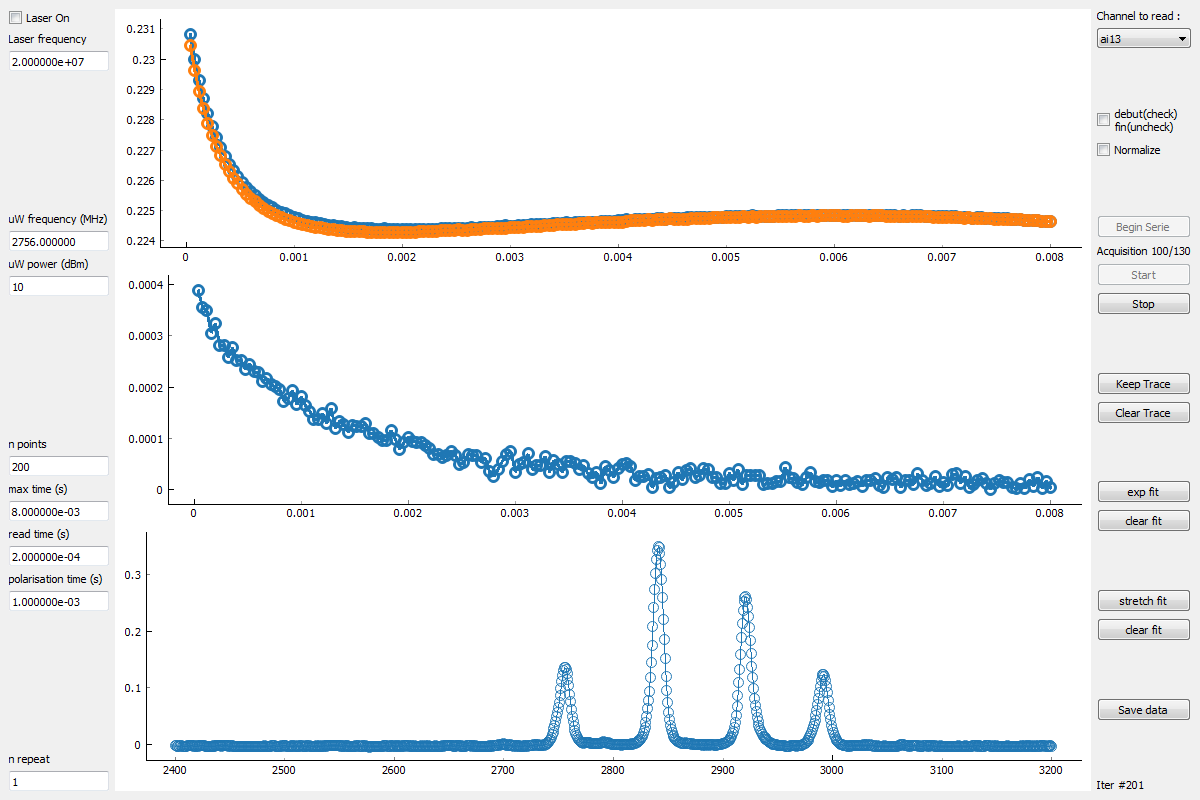 Laser On
Laser frequency
2.000000e+07
uW frequency (MHz)
2756.000000
uW power (dBm)
10
n points
200
max time (s)
8.000000e-03
read time (s)
2.000000e-04
polarisation time (s)
1.000000e-03
n repeat
1
0.231
0.23
0.229
0.228
0.227
0.226
0.225
0.224
0 0.001 0.002 0.003 0.004 0.005 0.006 0.007 0.008
0.0004
0.0003
0.0002
0.0001
0
0 0.001 0.002 0.003 0.004 0.005 0.006 0.007 0.008
0.3
0.2
0.1
0
2400 2500 2600 2700 2800 2900 3000 3100 3200
Channel to read :
ai13
debut(check)
fin(uncheck)
Normalize
Begin Serie
Acquisition 100/130
Start
Stop
Keep Trace
Clear Trace
exp fit
clear fit
stretch fit
clear fit
Save data
Iter #201